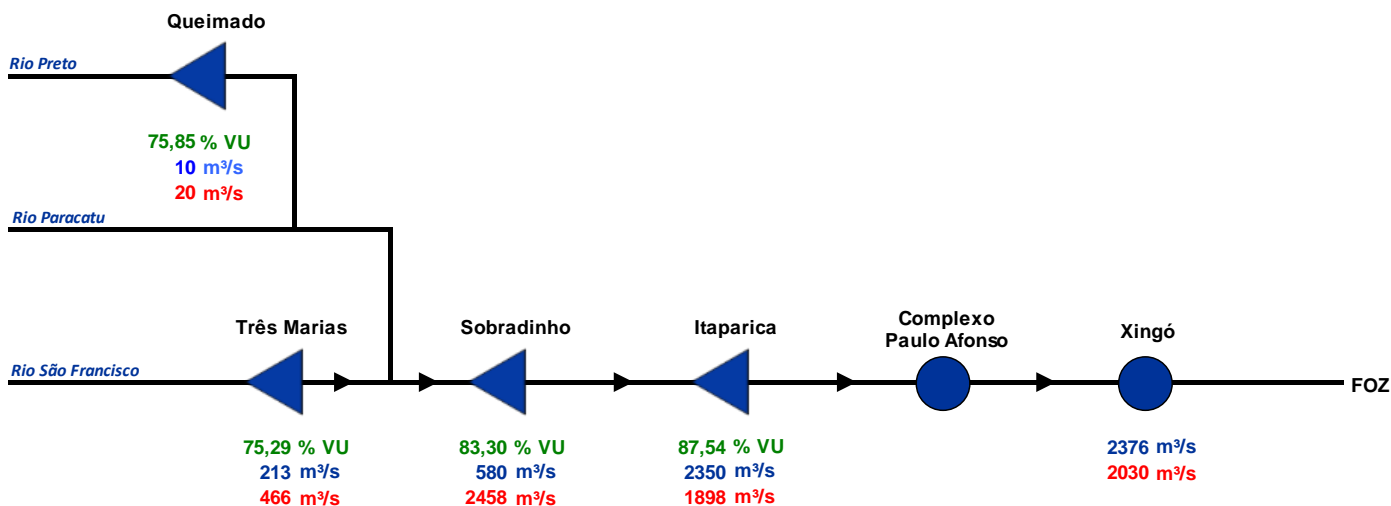 Queimado
Rio Preto
75,85 % VU
10 m³/s
20 m³/s
Rio Paracatu
Três Marias
Sobradinho
Itaparica
Complexo
Paulo Afonso
Xingó
Rio São Francisco
FOZ
75,29 % VU
213 m³/s
466 m³/s
83,30 % VU
580 m³/s
2458 m³/s
87,54 % VU
2350 m³/s
1898 m³/s
2376 m³/s
2030 m³/s